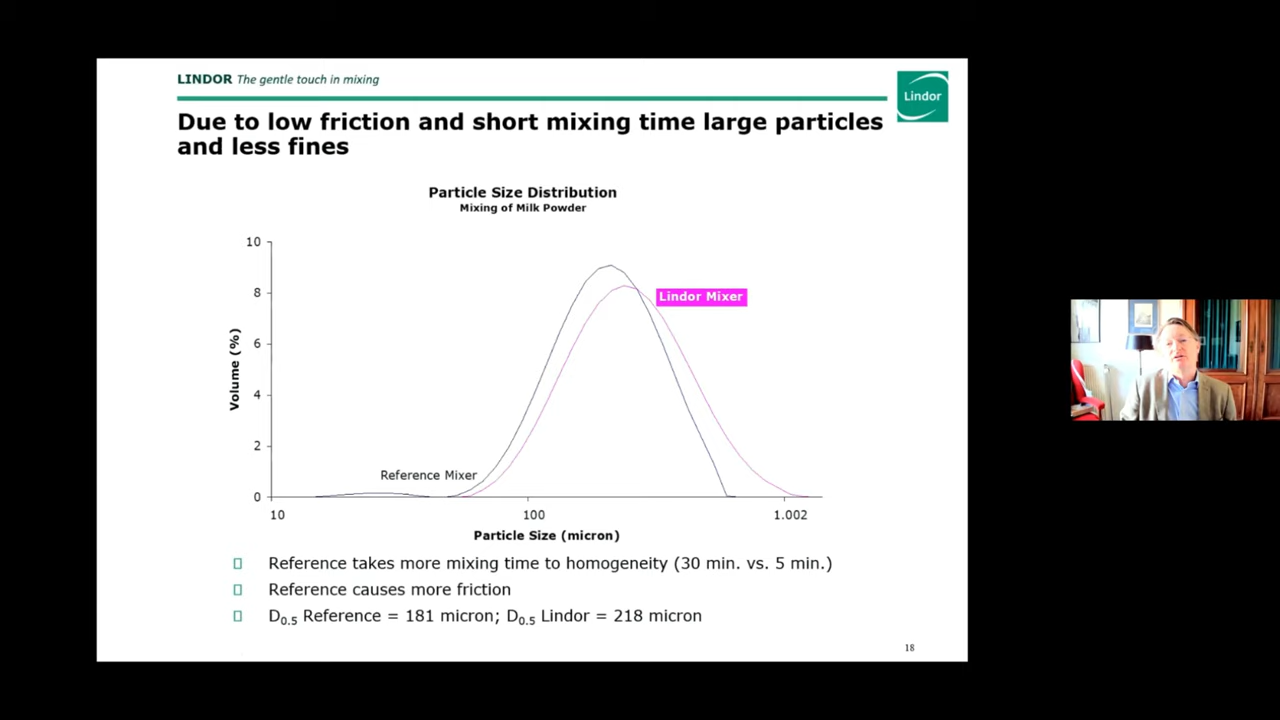 LINDOR The gentle touch in mixing
Lindor
Due to low friction and short mixing time large particles
and less fines
Particle Size Distribution
Mixing of Milk Powder
10
8
6
4
2
0
Volume (%)
Lindor Mixer
Reference Mixer
10
100
1.002
Particle Size (micron)
Reference takes more mixing time to homogeneity (30 min. vs. 5 min.)
Reference causes more friction
D0.5 Reference = 181 micron; D0.5 Lindor = 218 micron
18